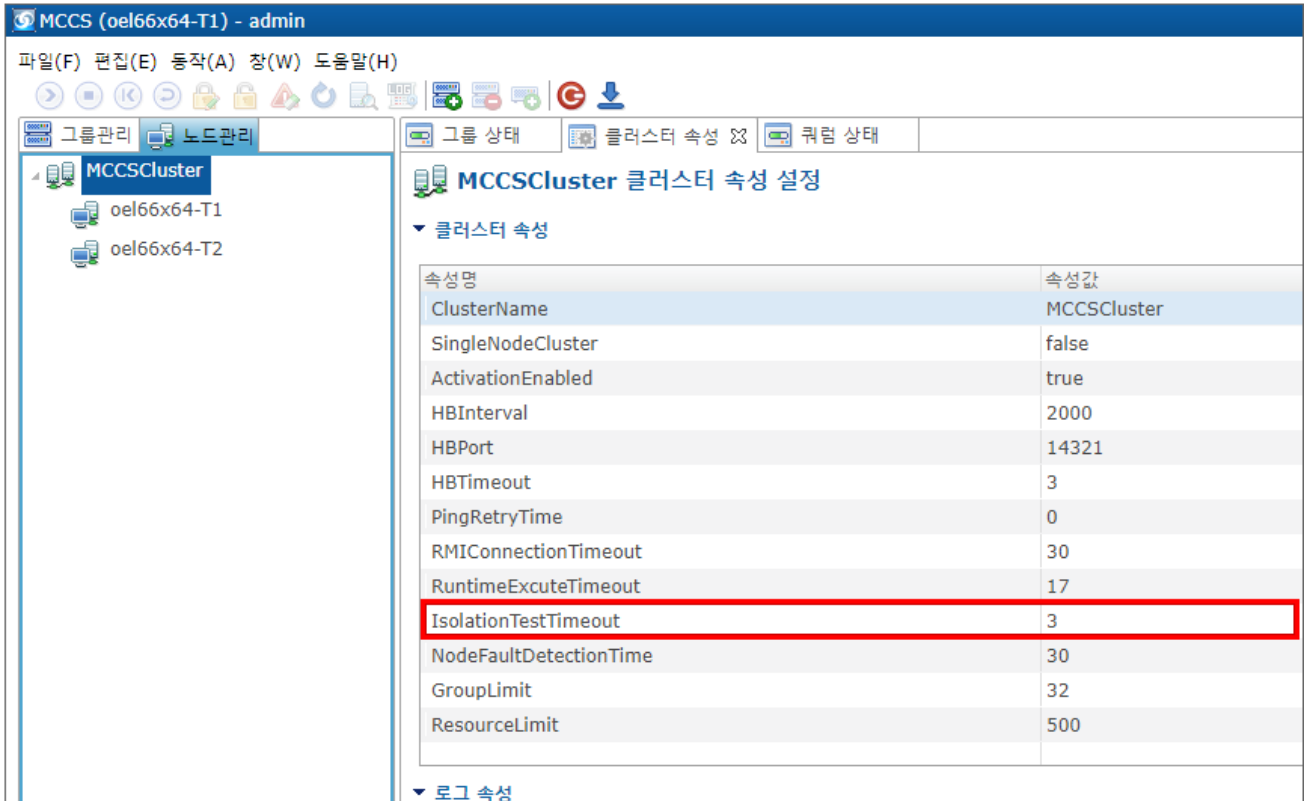 MCCS (oel66x64-T1) - admin
파일(F) 편집(E) 동작(A) 창(W) 도움말(H)
그룹관리 노드관리
그룹 상태 클러스터 속성 쿼럼 상태
MCCSCluster
oel66x64-T1
oel66x64-T2
MCCSCluster 클러스터 속성 설정
클러스터 속성
속성명 속성값
ClusterName MCCSCluster
SingleNodeCluster false
ActivationEnabled true
HBInterval 2000
HBPort 14321
HBTimeout 3
PingRetryTime 0
RMIConnectionTimeout 30
RuntimeExcuteTimeout 17
IsolationTestTimeout 3
NodeFaultDetectionTime 30
GroupLimit 32
ResourceLimit 500
로그 속성